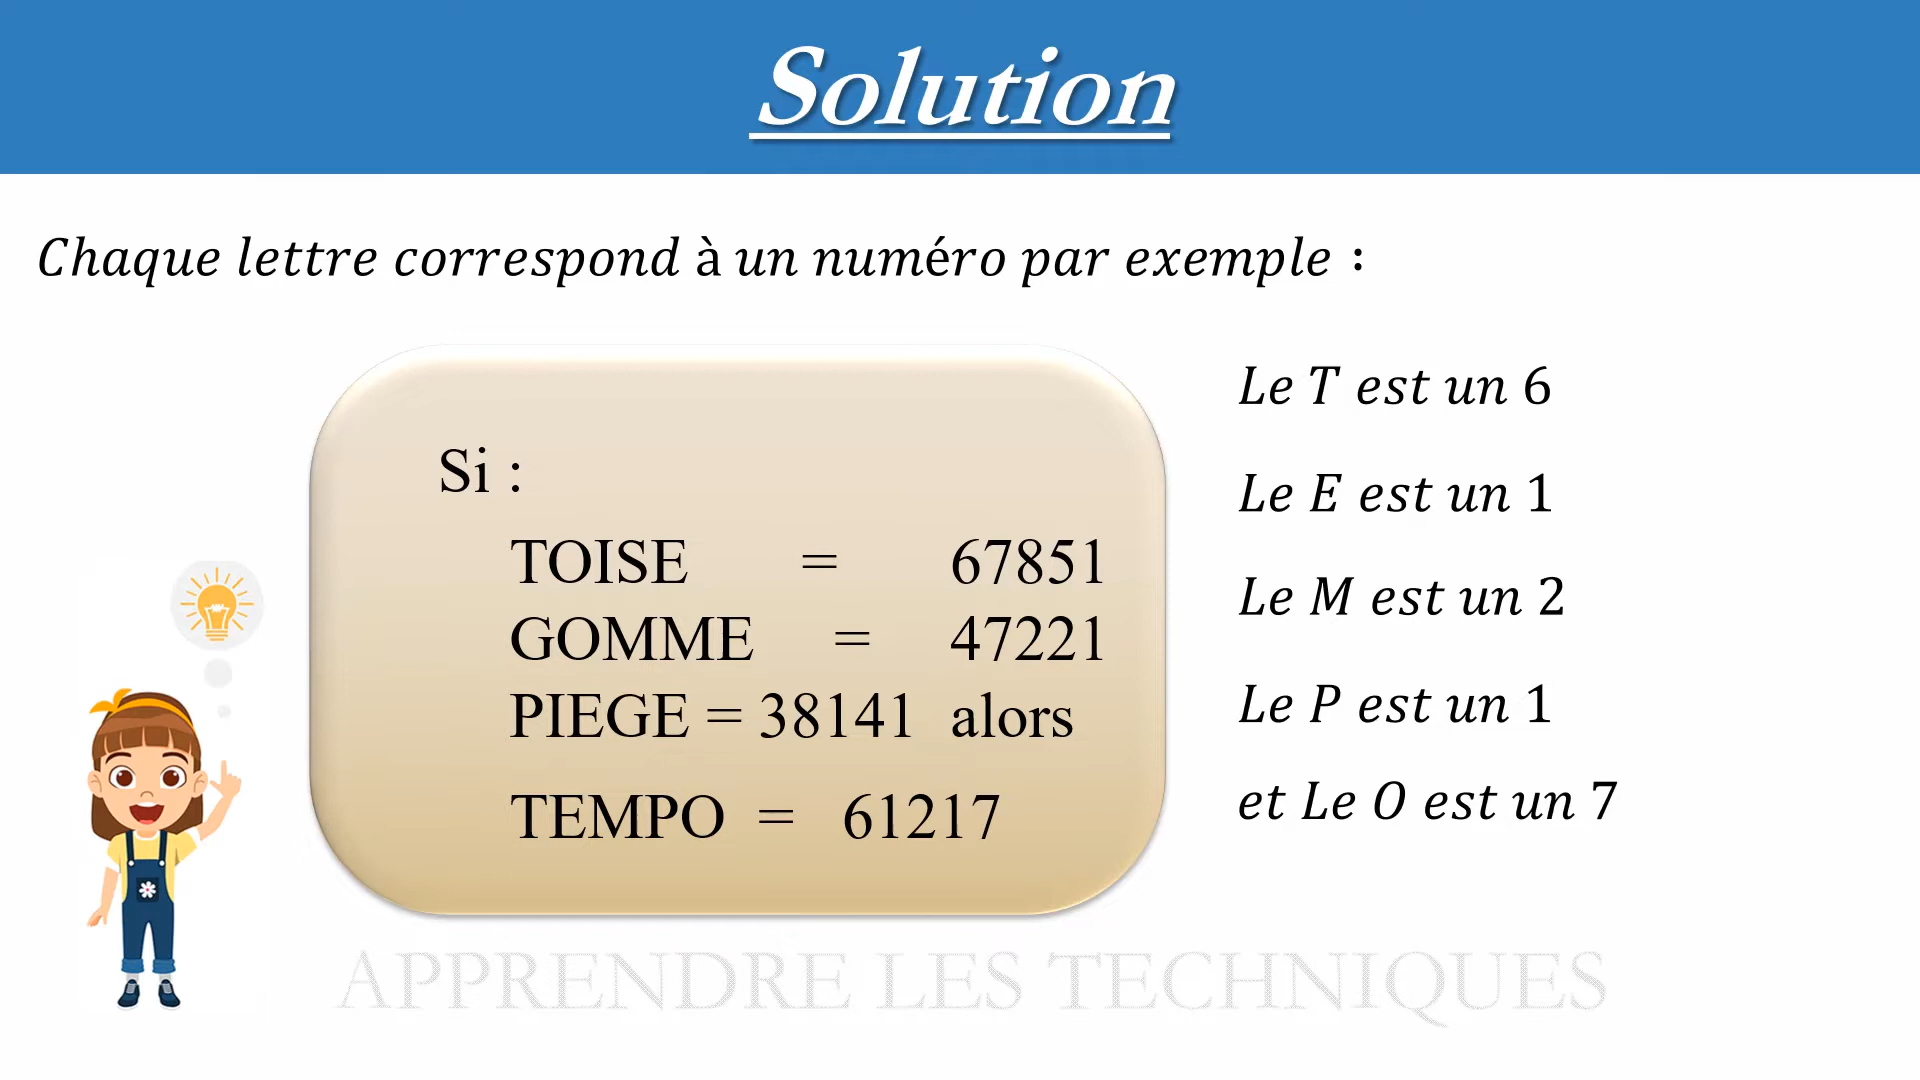 Solution
Chaque lettre correspond à un numéro par exemple :
Si :
TOISE = 67851
GOMME = 47221
PIEGE = 38141 alors
TEMPO = 61217
Le T est un 6
Le E est un 1
Le M est un 2
Le P est un 1
et Le O est un 7
APPRENDRE LES TECHNIQUES